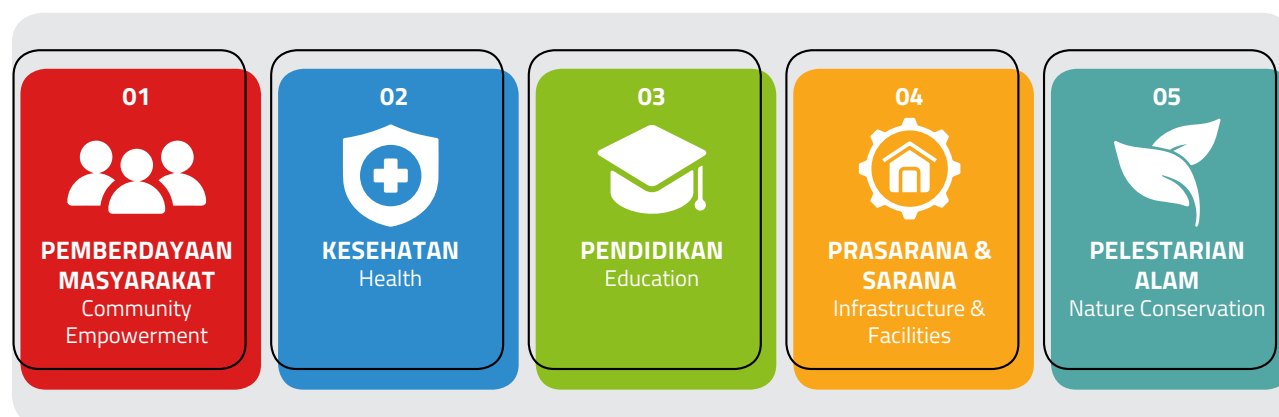 01
PEMBERDAYAAN
MASYARAKAT
Community
Empowerment
02
KESEHATAN
Health
03
PENDIDIKAN
Education
04
PRASARANA &
SARANA
Infrastructure &
Facilities
05
PELESTARIAN
ALAM
Nature Conservation